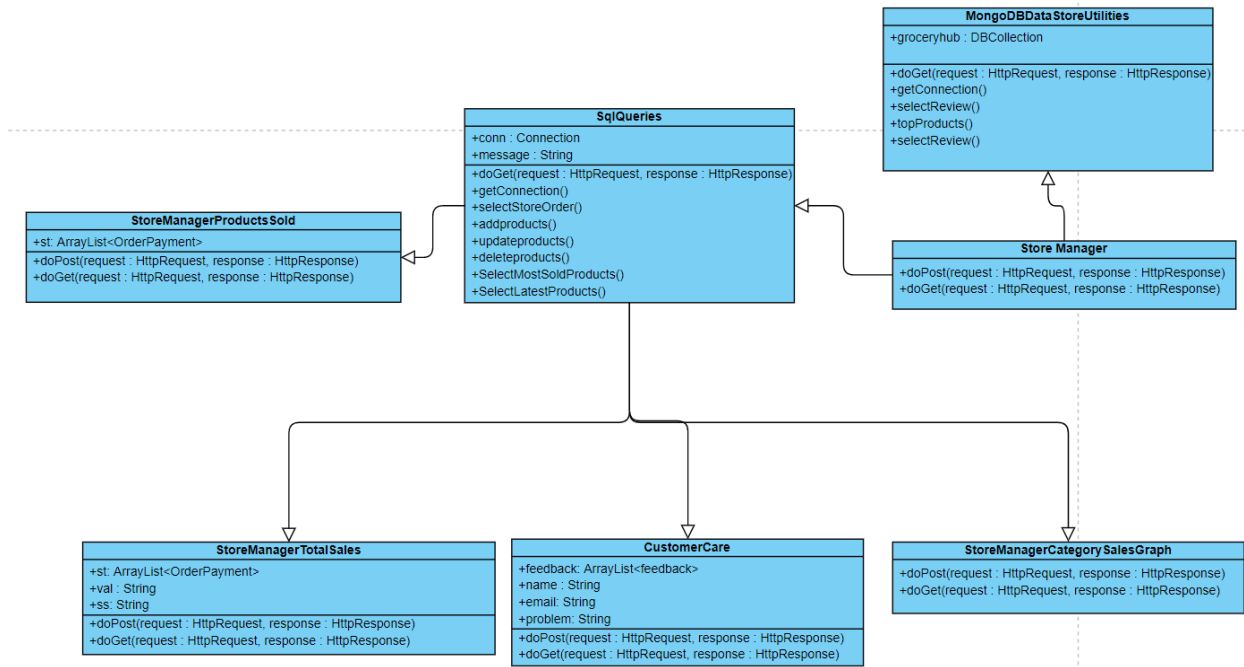 MongoDBDataStoreUtilities
+groceryhub : DBCollection
+doGet(request : HttpRequest, response : HttpResponse)
+getConnection()
+selectReview()
+topProducts()
+selectReview()
SqlQueries
+conn : Connection
+message : String
+doGet(request : HttpRequest, response : HttpResponse)
+getConnection()
+selectStoreOrder()
+addproducts()
+updateproducts()
+deleteproducts()
+SelectMostSoldProducts()
+SelectLatestProducts()
StoreManagerProductsSold
+st: ArrayList<OrderPayment>
+doPost(request : HttpRequest, response : HttpResponse)
+doGet(request : HttpRequest, response : HttpResponse)
Store Manager
+doPost(request : HttpRequest, response : HttpResponse)
+doGet(request : HttpRequest, response : HttpResponse)
StoreManagerTotalSales
+st: ArrayList<OrderPayment>
+val : String
+ss: String
+doPost(request : HttpRequest, response : HttpResponse)
+doGet(request : HttpRequest, response : HttpResponse)
CustomerCare
+feedback: ArrayList<feedback>
+name : String
+email: String
+problem: String
+doPost(request : HttpRequest, response : HttpResponse)
+doGet(request : HttpRequest, response : HttpResponse)
StoreManagerCategorySalesGraph
+doPost(request : HttpRequest, response : HttpResponse)
+doGet(request : HttpRequest, response : HttpResponse)